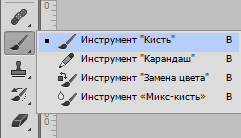 Инструмент "Кисть" B
Инструмент "Карандаш" B
Инструмент "Замена цвета" B
Инструмент «Микс-кисть» B